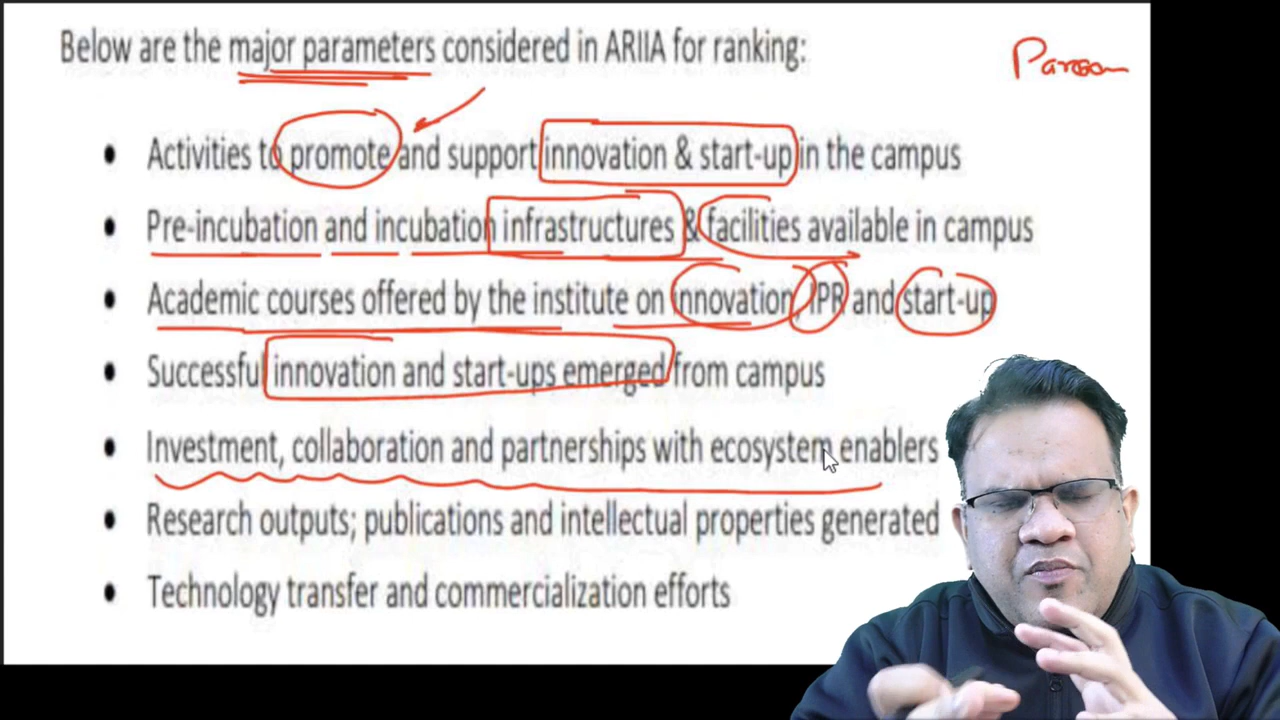 Below are the major parameters considered in ARIIA for ranking:
• Activities to promote and support innovation & start-up in the campus
• Pre-incubation and incubation infrastructures & facilities available in campus
• Academic courses offered by the institute on innovation, IPR and start-up
• Successful innovation and start-ups emerged from campus
• Investment, collaboration and partnerships with ecosystem enablers
• Research outputs; publications and intellectual properties generated
• Technology transfer and commercialization efforts